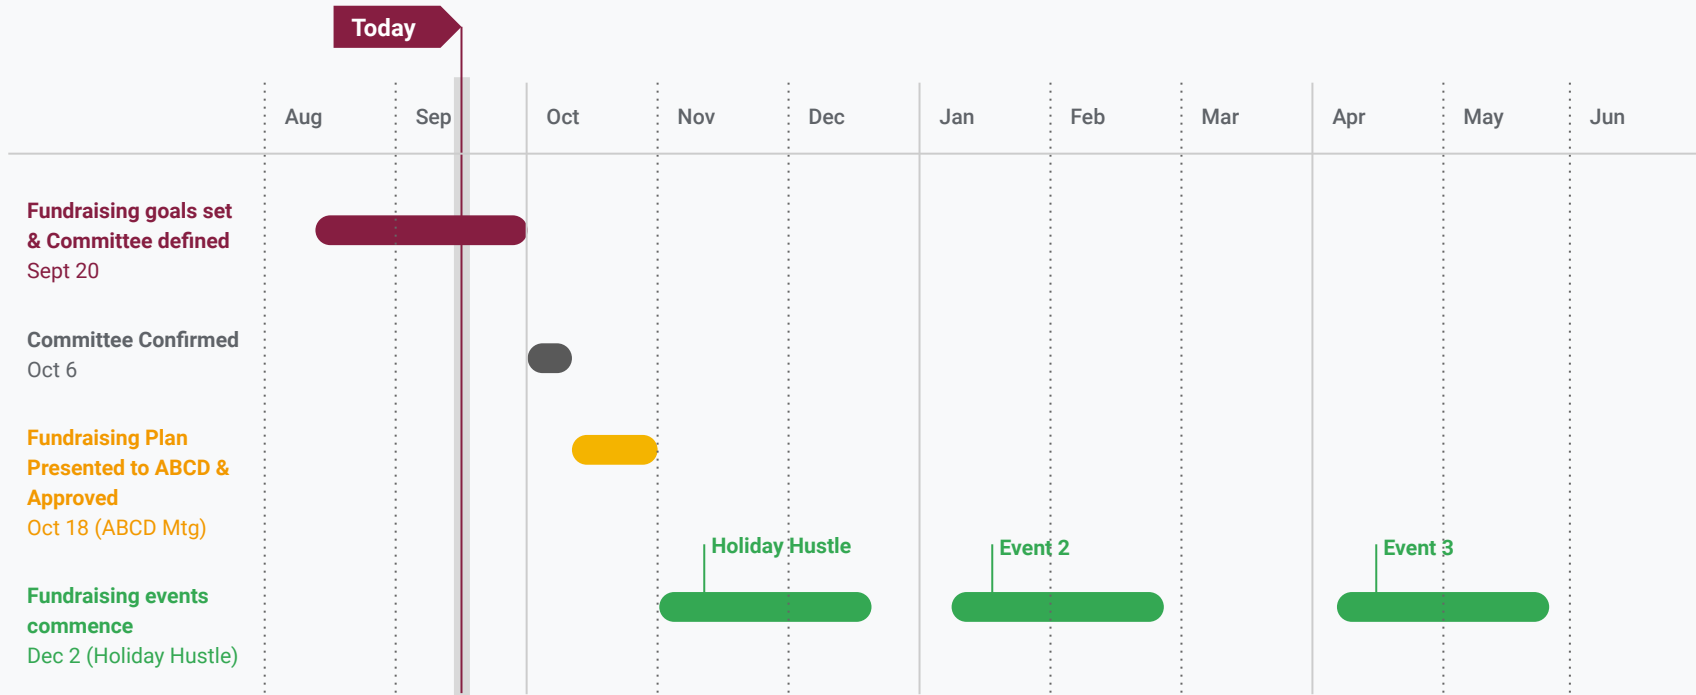 Today
Aug
Sep
Oct
Nov
Dec
Jan
Feb
Mar
Apr
May
Jun
Fundraising goals set
& Committee defined
Sept 20
Committee Confirmed
Oct 6
Fundraising Plan
Presented to ABCD &
Approved
Oct 18 (ABCD Mtg)
Holiday Hustle
Event 2
Event 3
Fundraising events
commence
Dec 2 (Holiday Hustle)